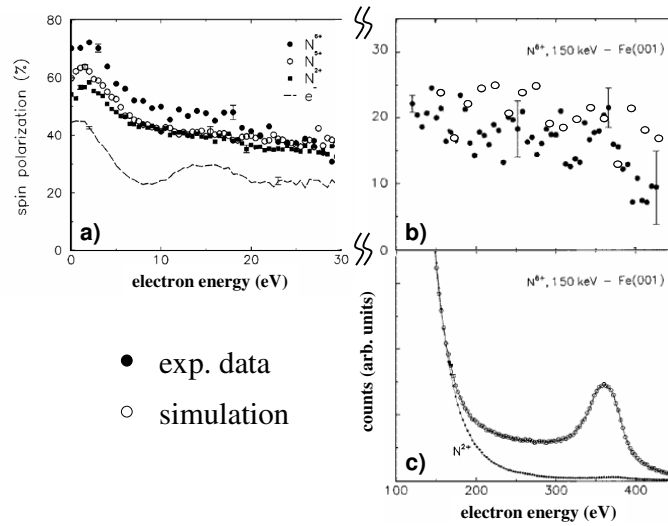 80
60
40
20
0
spin polarization (%)
N⁶⁺
N⁵⁺
N²⁺
e⁻
a)
0 10 20 30
electron energy (eV)
30
20
10
0
N⁶⁺, 150 keV – Fe(001)
b)
N⁶⁺, 150 keV – Fe(001)
counts (arb. units)
N²⁺
c)
100 200 300 400
electron energy (eV)
exp. data
simulation